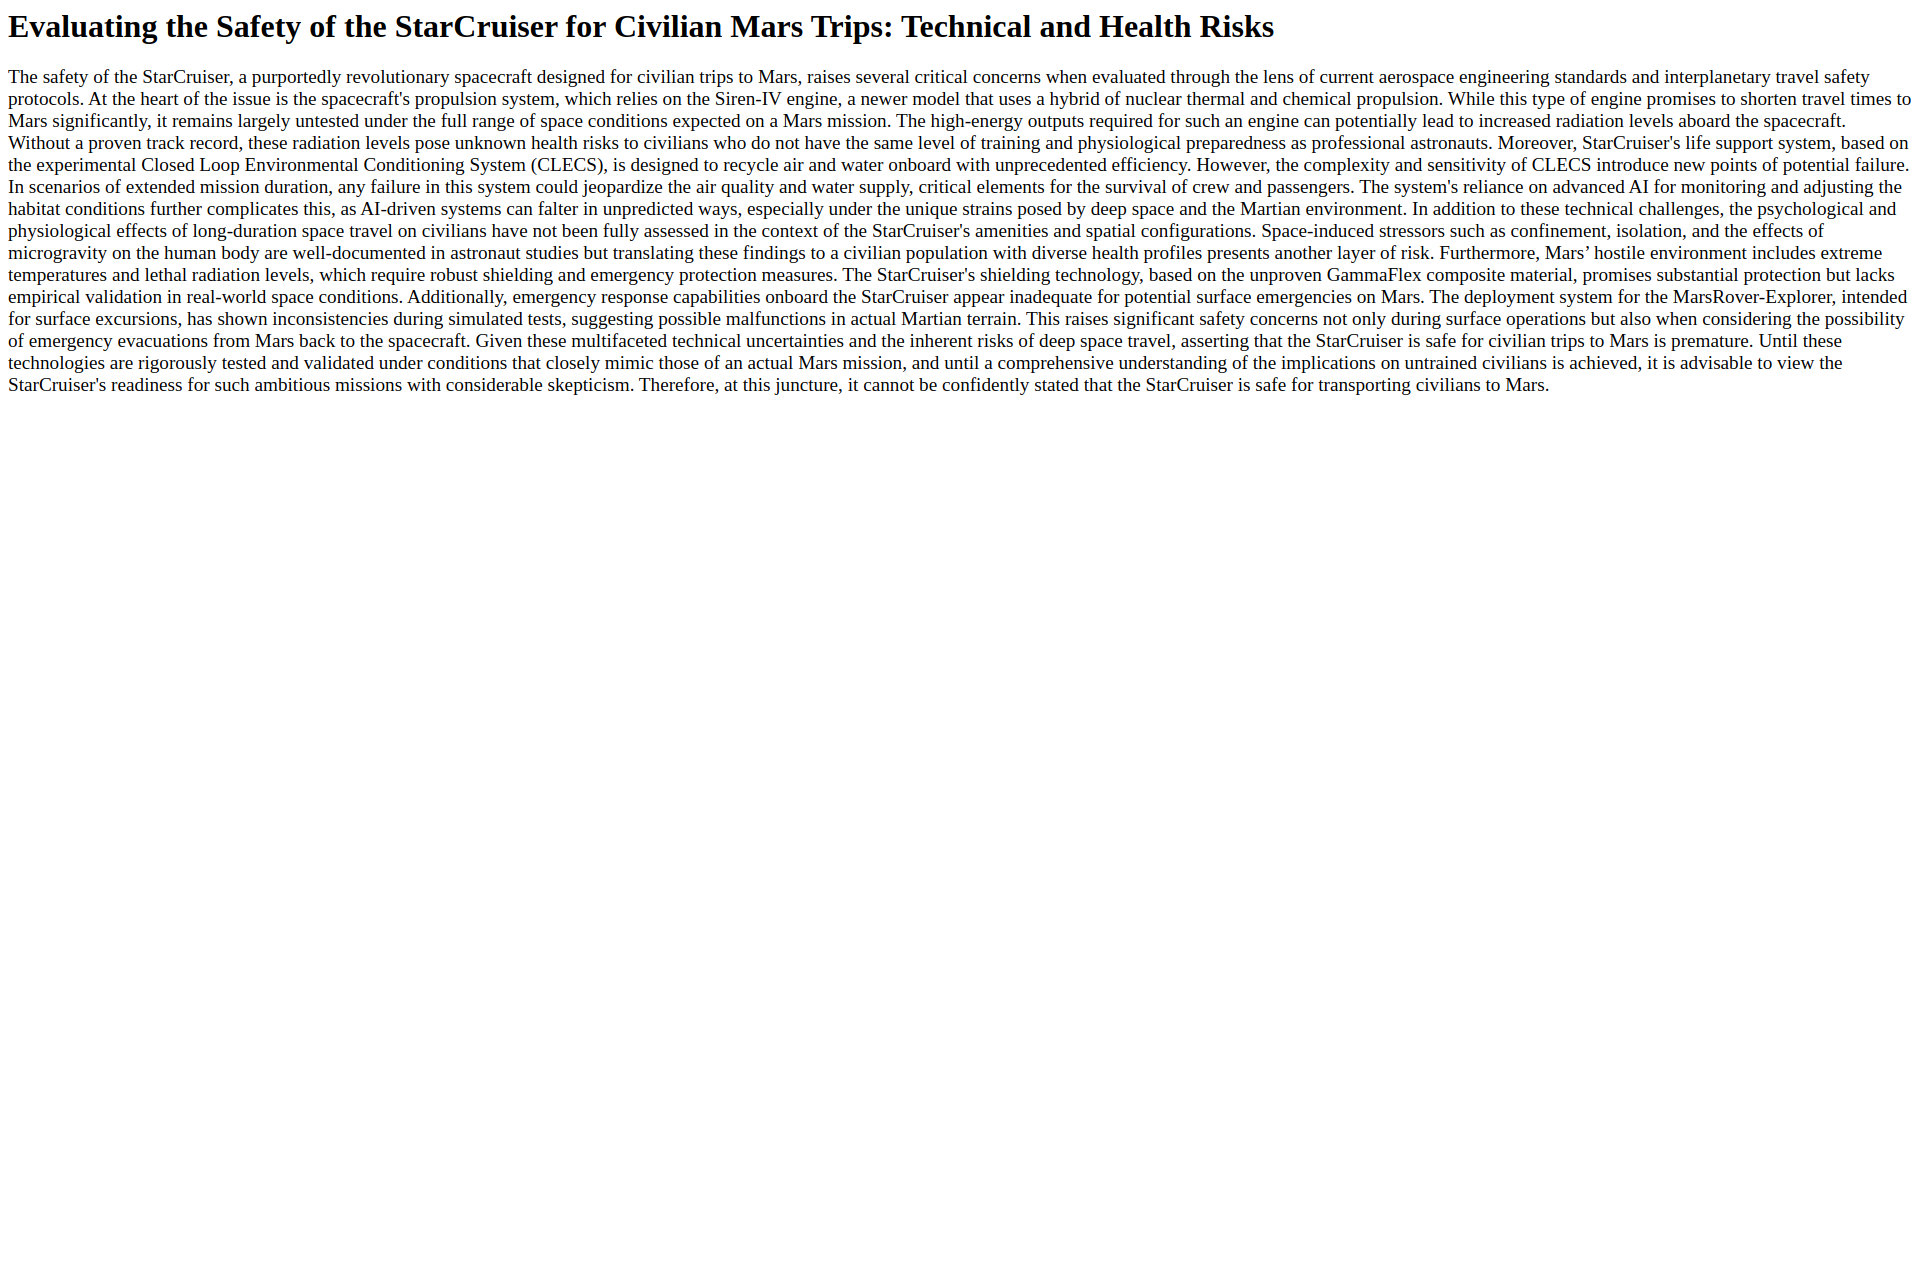 Evaluating the Safety of the StarCruiser for Civilian Mars Trips: Technical and Health Risks
The safety of the StarCruiser, a purportedly revolutionary spacecraft designed for civilian trips to Mars, raises several critical concerns when evaluated through the lens of current aerospace engineering standards and interplanetary travel safety
protocols. At the heart of the issue is the spacecraft's propulsion system, which relies on the Siren-IV engine, a newer model that uses a hybrid of nuclear thermal and chemical propulsion. While this type of engine promises to shorten travel times to
Mars significantly, it remains largely untested under the full range of space conditions expected on a Mars mission. The high-energy outputs required for such an engine can potentially lead to increased radiation levels aboard the spacecraft.
Without a proven track record, these radiation levels pose unknown health risks to civilians who do not have the same level of training and physiological preparedness as professional astronauts. Moreover, StarCruiser's life support system, based on
the experimental Closed Loop Environmental Conditioning System (CLECS), is designed to recycle air and water onboard with unprecedented efficiency. However, the complexity and sensitivity of CLECS introduce new points of potential failure.
In scenarios of extended mission duration, any failure in this system could jeopardize the air quality and water supply, critical elements for the survival of crew and passengers. The system's reliance on advanced AI for monitoring and adjusting the
habitat conditions further complicates this, as AI-driven systems can falter in unpredicted ways, especially under the unique strains posed by deep space and the Martian environment. In addition to these technical challenges, the psychological and
physiological effects of long-duration space travel on civilians have not been fully assessed in the context of the StarCruiser's amenities and spatial configurations. Space-induced stressors such as confinement, isolation, and the effects of
microgravity on the human body are well-documented in astronaut studies but translating these findings to a civilian population with diverse health profiles presents another layer of risk. Furthermore, Mars’ hostile environment includes extreme
temperatures and lethal radiation levels, which require robust shielding and emergency protection measures. The StarCruiser's shielding technology, based on the unproven GammaFlex composite material, promises substantial protection but lacks
empirical validation in real-world space conditions. Additionally, emergency response capabilities onboard the StarCruiser appear inadequate for potential surface emergencies on Mars. The deployment system for the MarsRover-Explorer, intended
for surface excursions, has shown inconsistencies during simulated tests, suggesting possible malfunctions in actual Martian terrain. This raises significant safety concerns not only during surface operations but also when considering the possibility
of emergency evacuations from Mars back to the spacecraft. Given these multifaceted technical uncertainties and the inherent risks of deep space travel, asserting that the StarCruiser is safe for civilian trips to Mars is premature. Until these
technologies are rigorously tested and validated under conditions that closely mimic those of an actual Mars mission, and until a comprehensive understanding of the implications on untrained civilians is achieved, it is advisable to view the
StarCruiser's readiness for such ambitious missions with considerable skepticism. Therefore, at this juncture, it cannot be confidently stated that the StarCruiser is safe for transporting civilians to Mars.